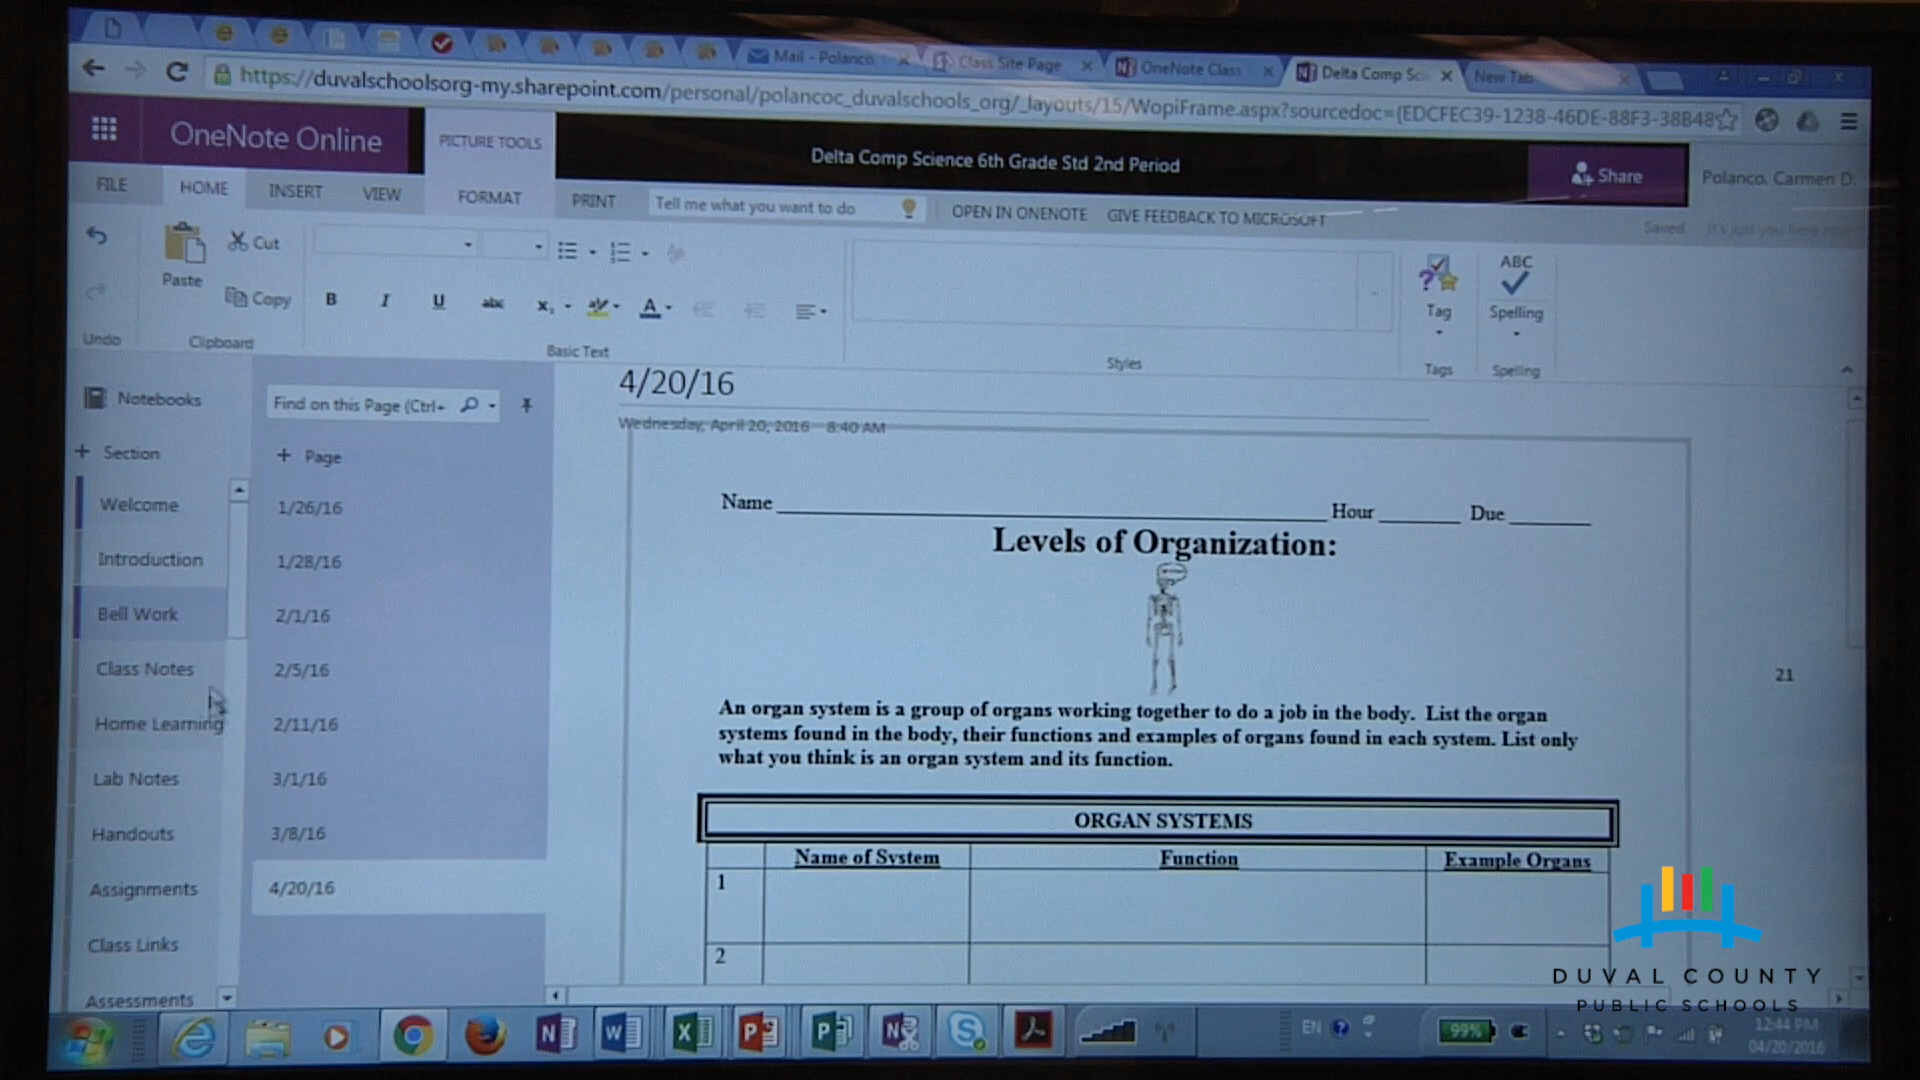 Mail - Polanco
Class Site Page
OneNote Class
Delta Comp Sc
New Tab
https://duvalschoolsorg-my.sharepoint.com/personal/polancoc_duvalschools_org/_layouts/15/WopiFrame.aspx?sourcedoc={EDCFEC39-1238-46DE-88F3-38B48
OneNote Online
PICTURE TOOLS
Delta Comp Science 6th Grade Std 2nd Period
Share
Polanco, Carmen D.
FILE
HOME
INSERT
VIEW
FORMAT
PRINT
Tell me what you want to do
OPEN IN ONENOTE
GIVE FEEDBACK TO MICROSOFT
Saved
It's just you here now
Paste
Cut
Copy
B I U abc
ABC
Tag
Spelling
Undo
Clipboard
Basic Text
Styles
Tags
Spelling
Notebooks
Find on this Page (Ctrl+
+ Section
+ Page
Welcome
Introduction
Bell Work
Class Notes
Home Learning
Lab Notes
Handouts
Assignments
Class Links
Assessments
1/26/16
1/28/16
2/1/16
2/5/16
2/11/16
3/1/16
3/8/16
4/20/16
4/20/16
Wednesday, April 20, 2016 8:40 AM
Name Hour Due
Levels of Organization:
An organ system is a group of organs working together to do a job in the body. List the organ
systems found in the body, their functions and examples of organs found in each system. List only
what you think is an organ system and its function.
21
ORGAN SYSTEMS
Name of System Function Example Organs
1
2
DUVAL COUNTY
PUBLIC SCHOOLS
EN
99%
12:44 PM
04/20/2016